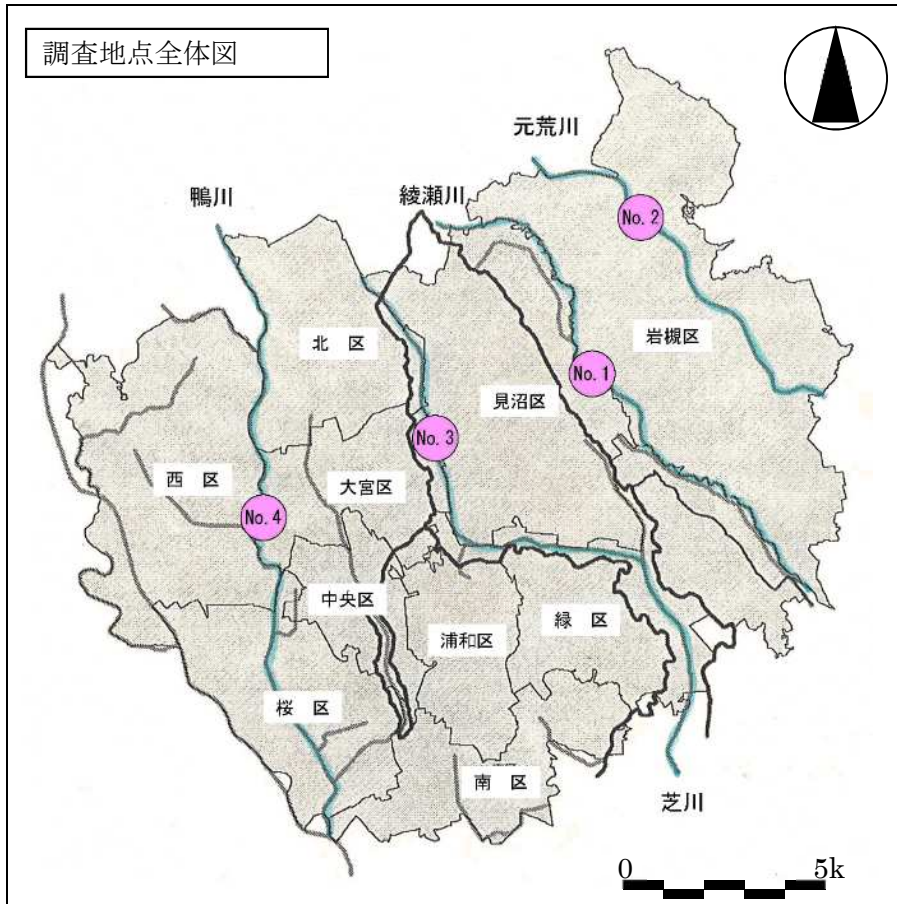 調査地点全体図
元荒川
鴨川
綾瀬川
No. 2
北 区
岩槻区
No. 1
見沼区
No. 3
西 区
大宮区
No. 4
中央区
浦和区
緑 区
桜 区
南 区
芝川
0 5k